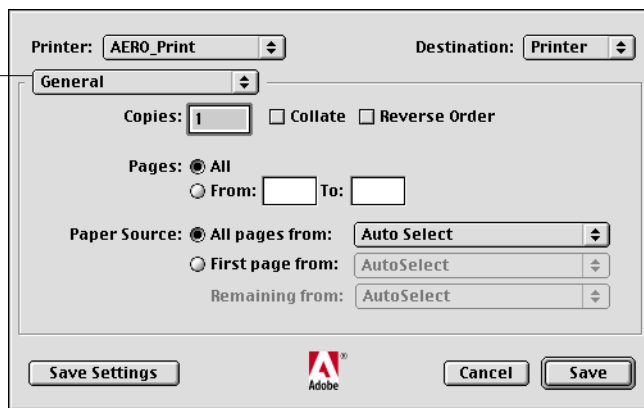 Printer: AERO_Print Destination: Printer
General
Copies: 1 Collate Reverse Order
Pages: All
From: To:
Paper Source: All pages from: Auto Select
First page from: AutoSelect
Remaining from: AutoSelect
Save Settings Adobe® Cancel Save